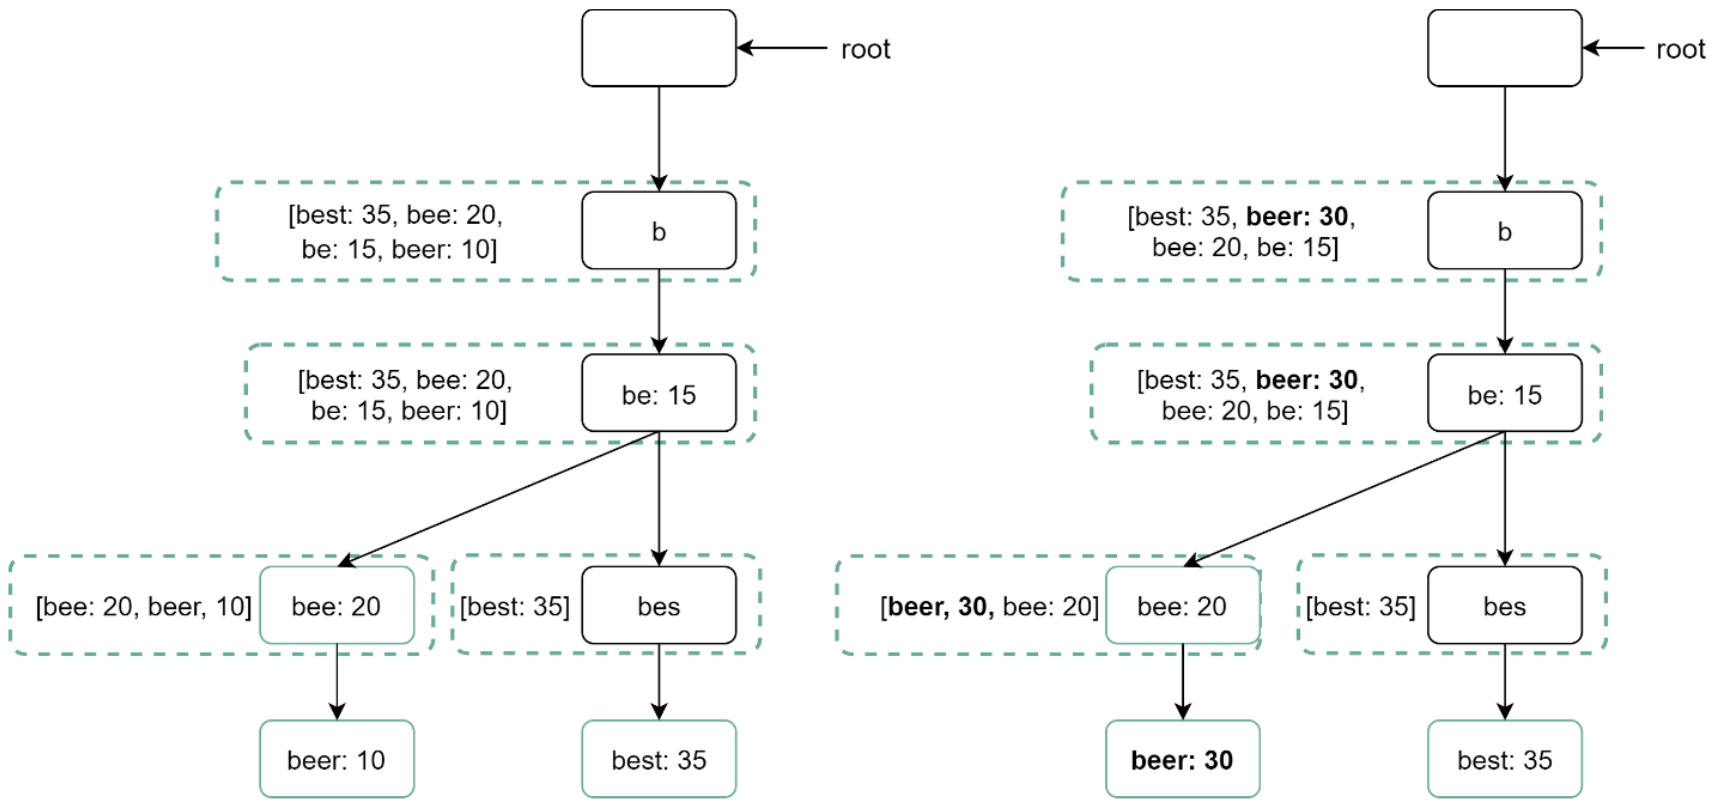 root
[best: 35, bee: 20,
be: 15, beer: 10]
b
[best: 35, bee: 20,
be: 15, beer: 10]
be: 15
[bee: 20, beer, 10]
bee: 20
[best: 35]
bes
beer: 10
best: 35
root
[best: 35, beer: 30,
bee: 20, be: 15]
b
[best: 35, beer: 30,
bee: 20, be: 15]
be: 15
[beer, 30, bee: 20]
bee: 20
[best: 35]
bes
beer: 30
best: 35